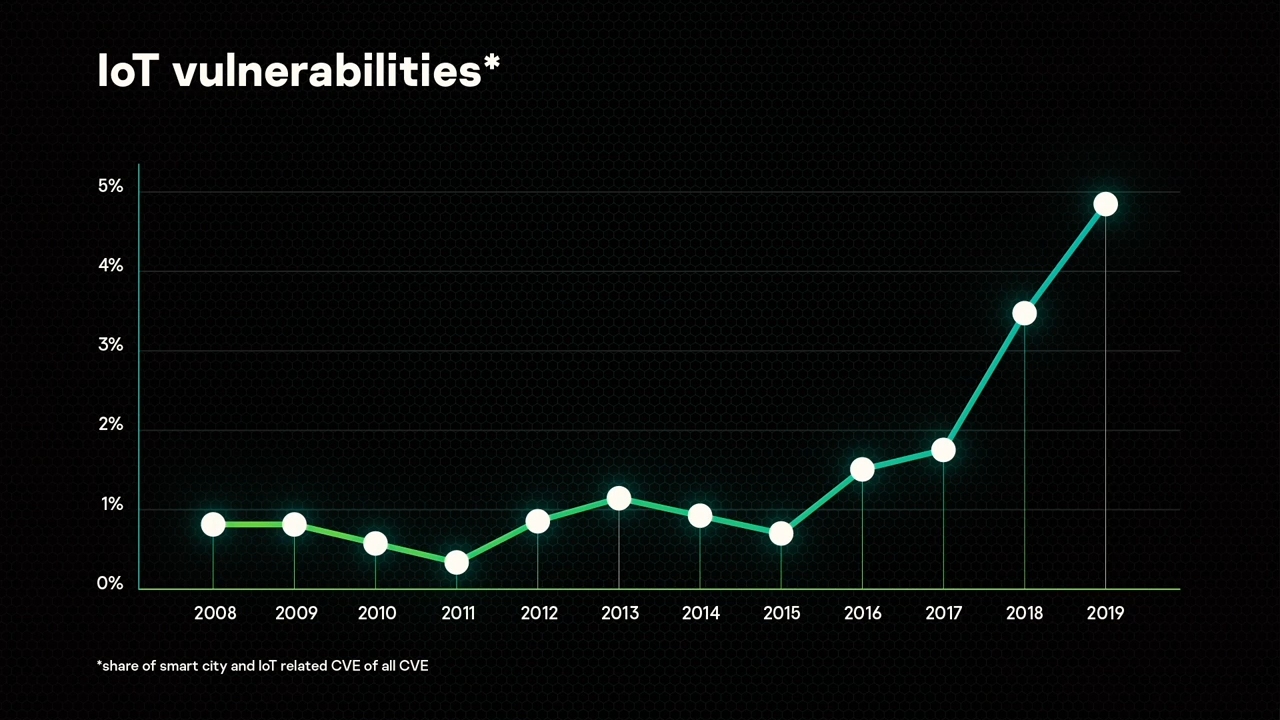 IoT vulnerabilities*
5%
4%
3%
2%
1%
0%
2008 2009 2010 2011 2012 2013 2014 2015 2016 2017 2018 2019
*share of smart city and IoT related CVE of all CVE